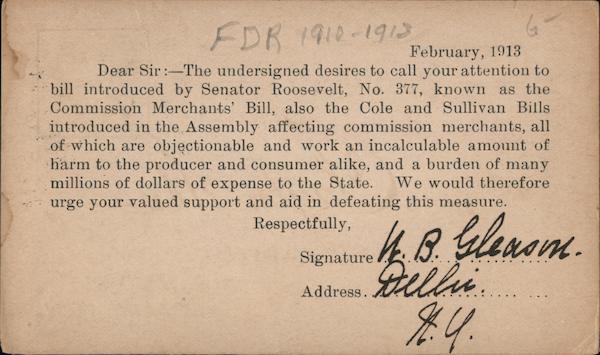 FDR 1910-1913
February, 1913
Dear Sir:—The undersigned desires to call your attention to
bill introduced by Senator Roosevelt, No. 377, known as the
Commission Merchants' Bill, also the Cole and Sullivan Bills
introduced in the Assembly affecting commission merchants, all
of which are objectionable and work an incalculable amount of
harm to the producer and consumer alike, and a burden of many
millions of dollars of expense to the State. We would therefore
urge your valued support and aid in defeating this measure.
Respectfully,
Signature N. B. Gleason.
Address. Delhi.
N. Y.